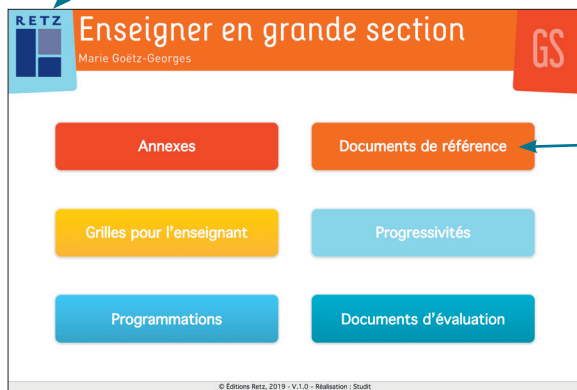 RETZ
Enseigner en grande section
Marie Goëtz-Georges
GS
Annexes
Documents de référence
Grilles pour l'enseignant
Progressivités
Programmations
Documents d'évaluation
© Éditions Retz, 2019 - V.1.0 - Réalisation : Studit